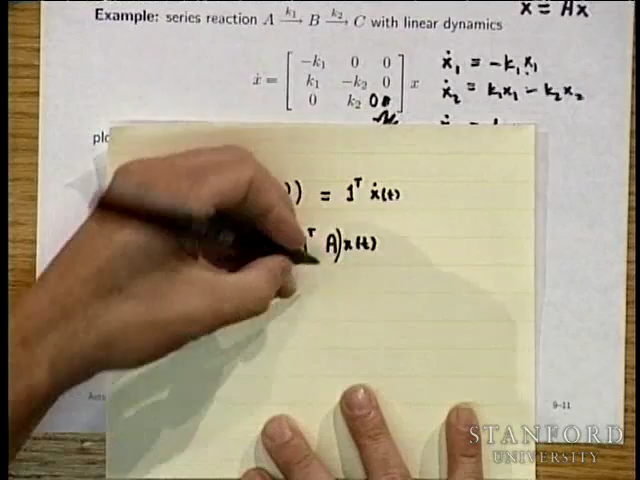 ẋ = Ax
Example: series reaction A —k₁→ B —k₂→ C with linear dynamics
ẋ = [ −k₁ 0 0 ; k₁ −k₂ 0 ; 0 k₂ 0 ] x
ẋ₁ = −k₁x₁
ẋ₂ = k₁x₁ − k₂x₂
)) = 1ᵀ ẋ(t)
ᵀ A)x(t)
9–11
STANFORD
UNIVERSITY